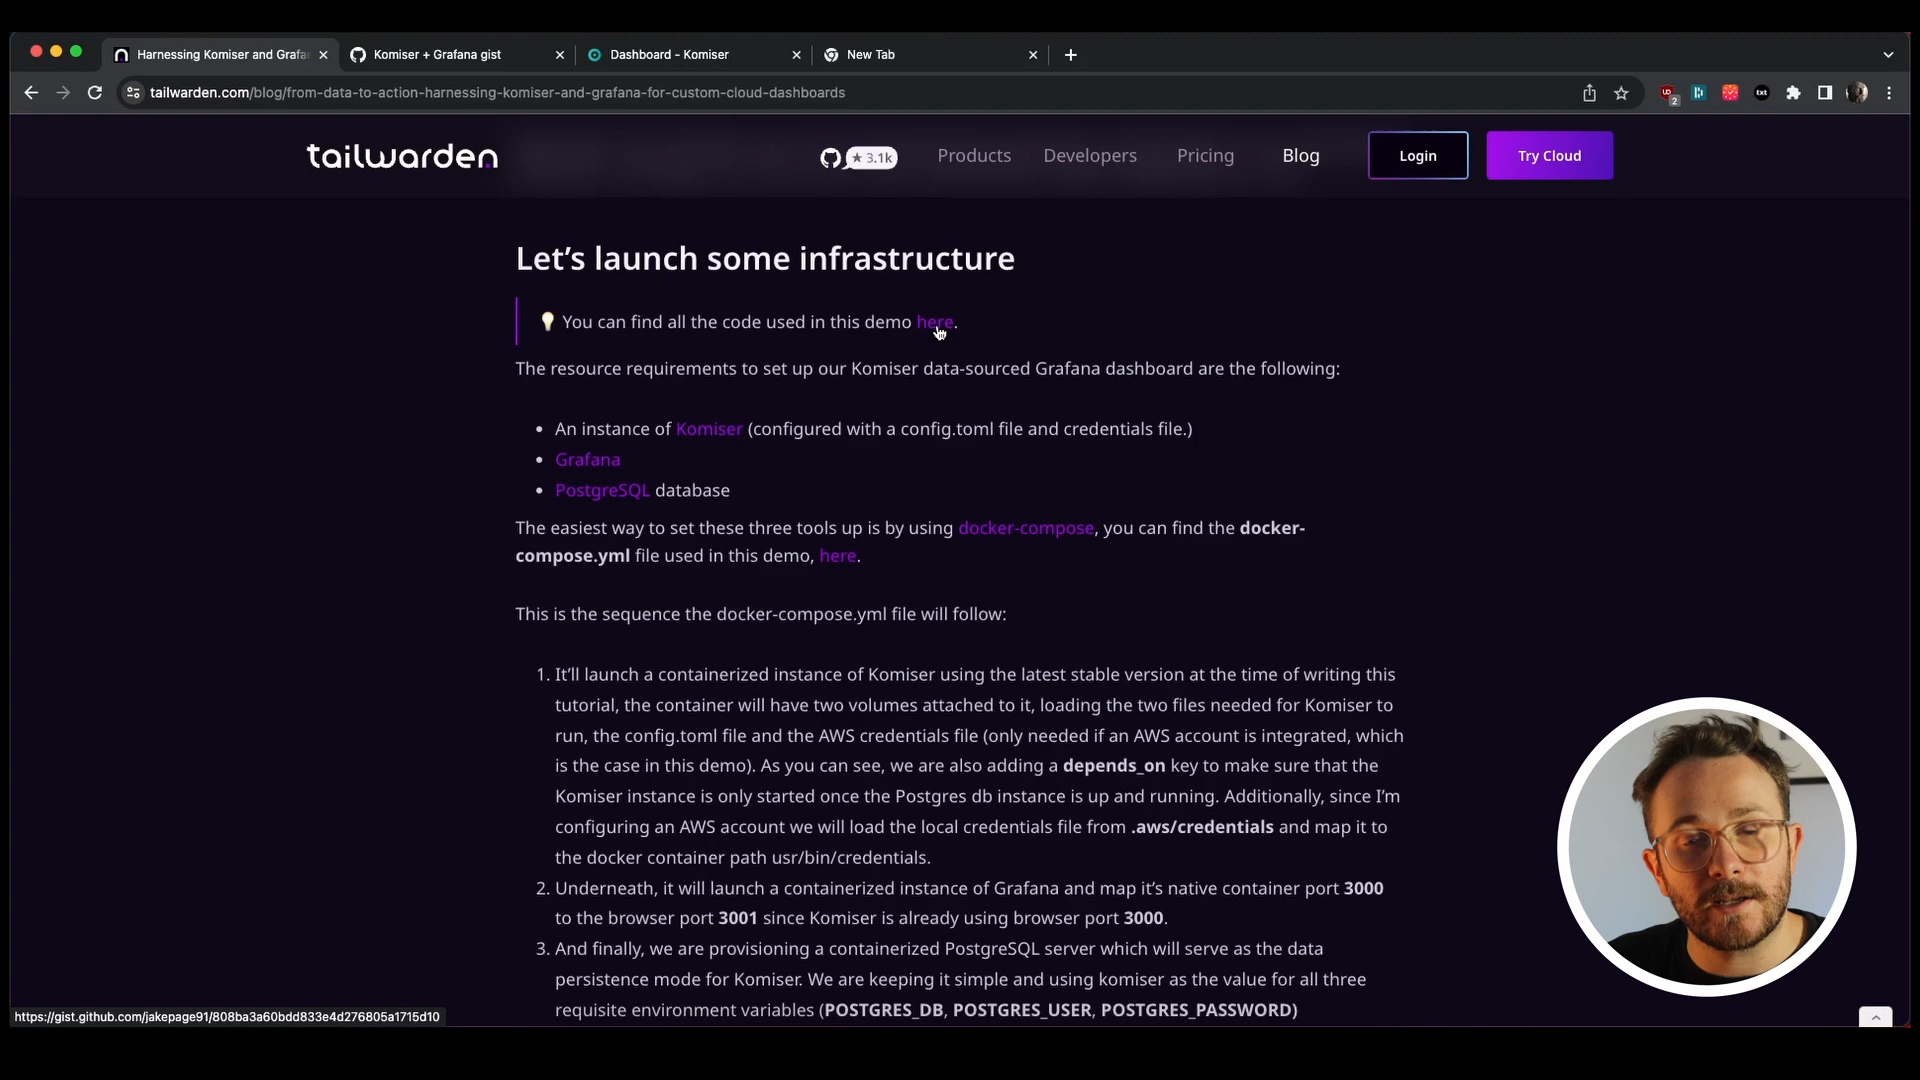 Harnessing Komiser and Grafa
Komiser + Grafana gist
Dashboard - Komiser
New Tab
tailwarden.com/blog/from-data-to-action-harnessing-komiser-and-grafana-for-custom-cloud-dashboards
2
txt
tailwarden
★ 3.1k
Products
Developers
Pricing
Blog
Login
Try Cloud
Let’s launch some infrastructure
You can find all the code used in this demo here.
The resource requirements to set up our Komiser data-sourced Grafana dashboard are the following:
• An instance of Komiser (configured with a config.toml file and credentials file.)
• Grafana
• PostgreSQL database
The easiest way to set these three tools up is by using docker-compose, you can find the docker-
compose.yml file used in this demo, here.
This is the sequence the docker-compose.yml file will follow:
1. It’ll launch a containerized instance of Komiser using the latest stable version at the time of writing this
tutorial, the container will have two volumes attached to it, loading the two files needed for Komiser to
run, the config.toml file and the AWS credentials file (only needed if an AWS account is integrated, which
is the case in this demo). As you can see, we are also adding a depends_on key to make sure that the
Komiser instance is only started once the Postgres db instance is up and running. Additionally, since I’m
configuring an AWS account we will load the local credentials file from .aws/credentials and map it to
the docker container path usr/bin/credentials.
2. Underneath, it will launch a containerized instance of Grafana and map it’s native container port 3000
to the browser port 3001 since Komiser is already using browser port 3000.
3. And finally, we are provisioning a containerized PostgreSQL server which will serve as the data
persistence mode for Komiser. We are keeping it simple and using komiser as the value for all three
requisite environment variables (POSTGRES_DB, POSTGRES_USER, POSTGRES_PASSWORD)
https://gist.github.com/jakepage91/808ba3a60bdd833e4d276805a1715d10